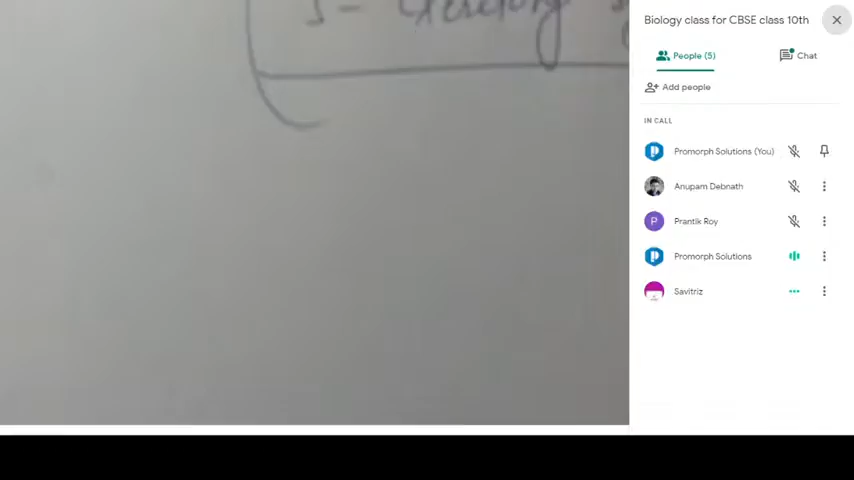 Biology class for CBSE class 10th
People (5)
Chat
Add people
IN CALL
Promorph Solutions (You)
Anupam Debnath
P
Prantik Roy
Promorph Solutions
Savitriz